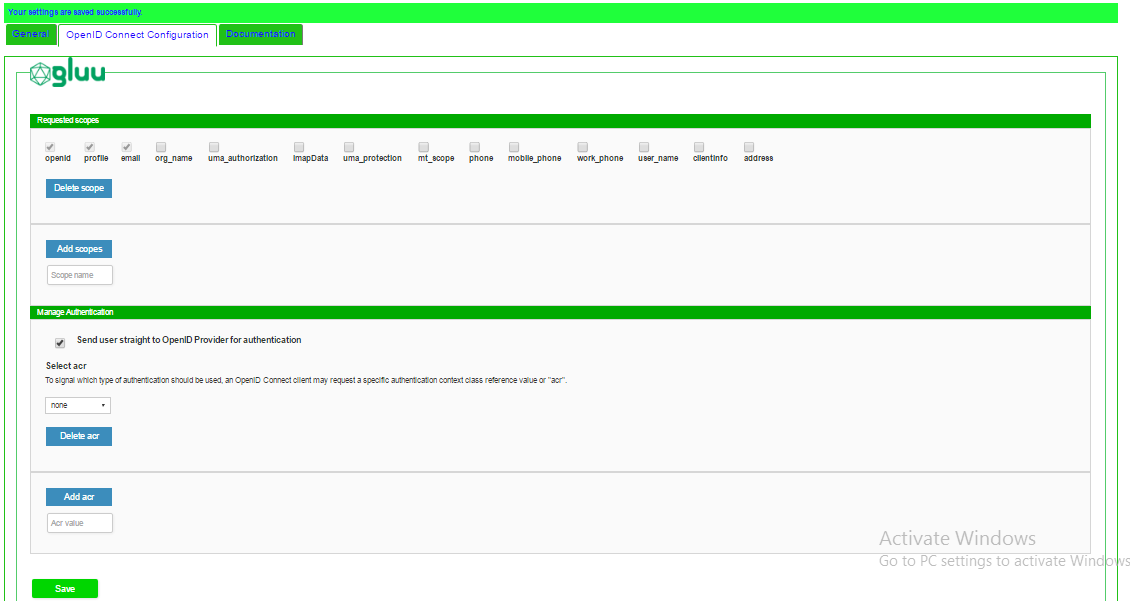 Your settings are saved successfully.
General OpenID Connect Configuration Documentation
gluu
Requested scopes
openid profile email org_name uma_authorization imapData uma_protection mt_scope phone mobile_phone work_phone user_name clientinfo address
Delete scope
Add scopes
Scope name
Manage Authentication
Send user straight to OpenID Provider for authentication
Select acr
To signal which type of authentication should be used, an OpenID Connect client may request a specific authentication context class reference value or "acr".
none
Delete acr
Add acr
Acr value
Activate Windows
Go to PC settings to activate Windows
Save